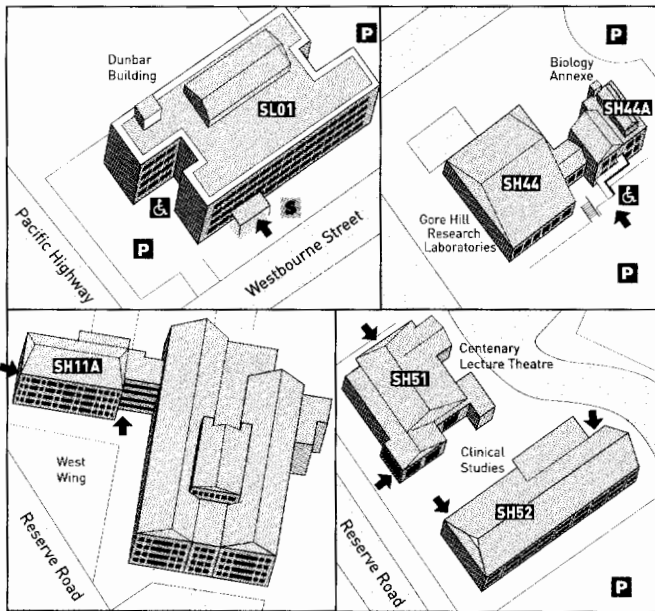 Dunbar
Building
P
SL01
P
Pacific Highway
Westbourne Street
P
Biology
Annexe
SH44A
SH44
Gore Hill
Research
Laboratories
P
SH11A
West
Wing
Reserve Road
SH51
Centenary
Lecture Theatre
Clinical
Studies
SH52
Reserve Road
P